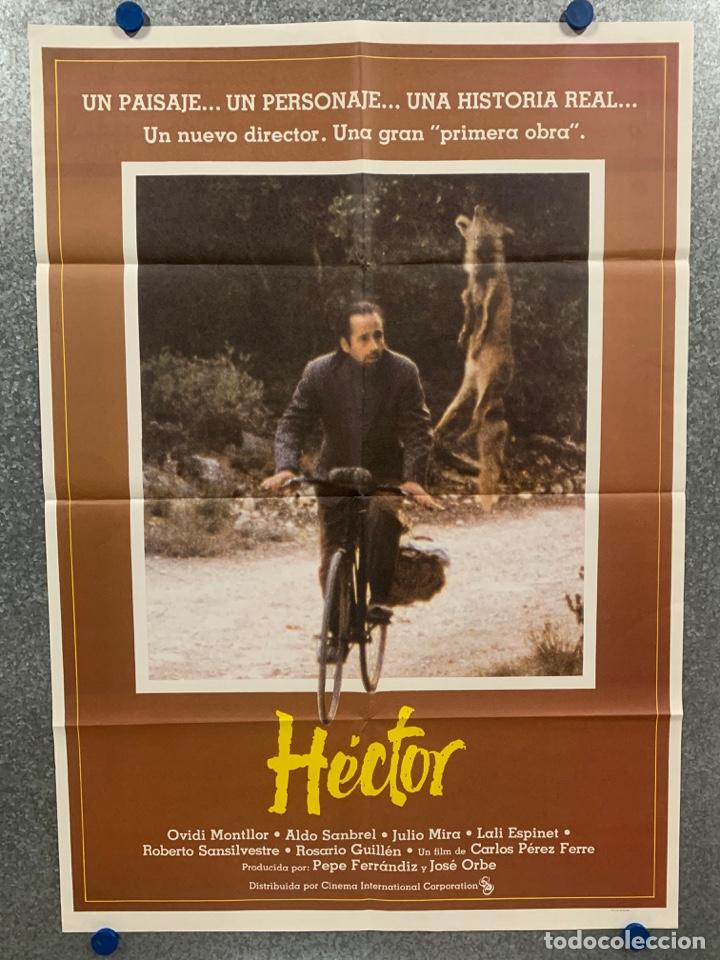 UN PAISAJE... UN PERSONAJE... UNA HISTORIA REAL...
Un nuevo director. Una gran "primera obra".
Héctor
Ovidi Montllor • Aldo Sanbrel • Julio Mira • Lali Espinet •
Roberto Sansilvestre • Rosario Guillén • Un film de Carlos Pérez Ferre
Producida por: Pepe Ferrándiz y José Orbe
Distribuida por Cinema International Corporation
todocoleccion